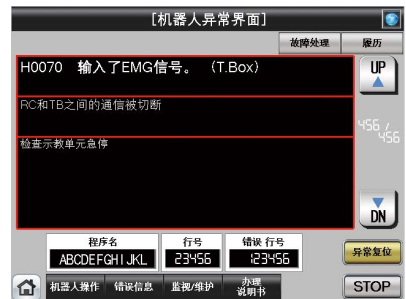 [机器人异常界面]
故障处理 履历
H0070 输入了EMG信号。 (T.Box)
UP
RC和TB之间的通信被切断
456 / 456
检查示教单元急停
DN
程序名 行号 错误 行号
ABCDEFGHIJKL 23456 123456
异常复位
机器人操作 错误信息 监视/维护 办理说明书
STOP